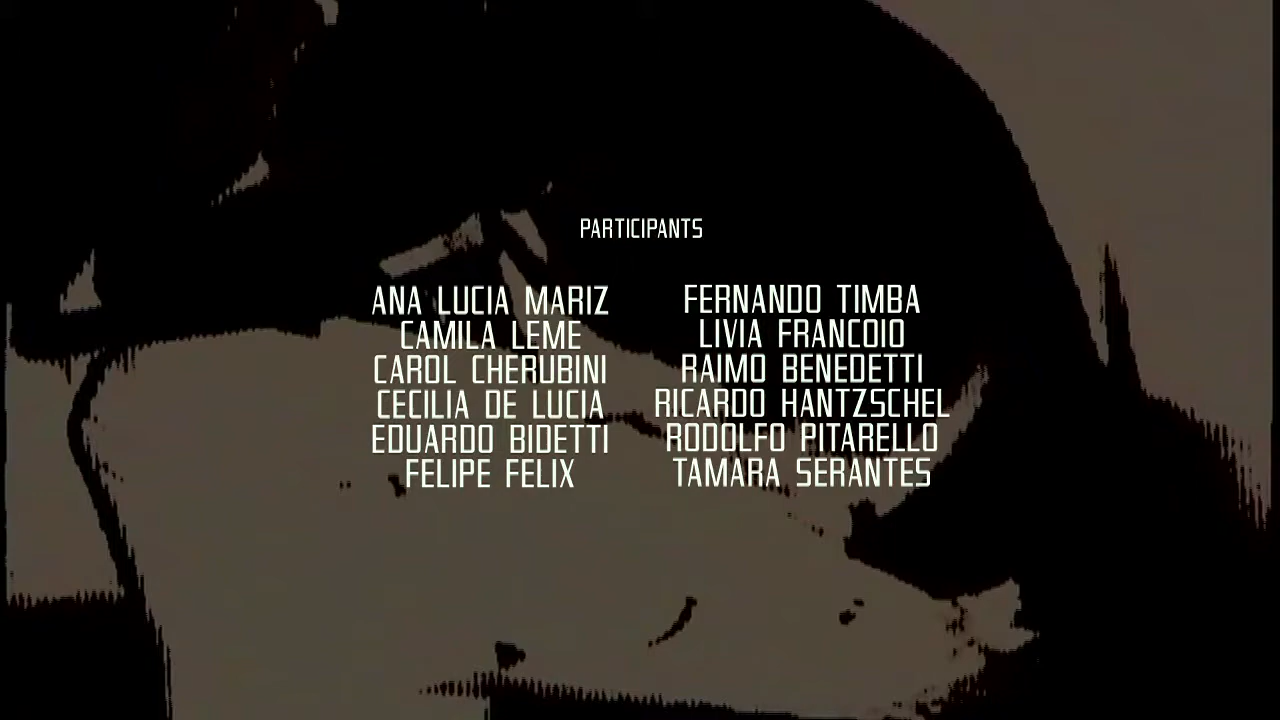 PARTICIPANTS
ANA LUCIA MARIZ
CAMILA LEME
CAROL CHERUBINI
CECILIA DE LUCIA
EDUARDO BIDETTI
FELIPE FELIX
FERNANDO TIMBA
LIVIA FRANCOIO
RAIMO BENEDETTI
RICARDO HANTZSCHEL
RODOLFO PITARELLO
TAMARA SERANTES